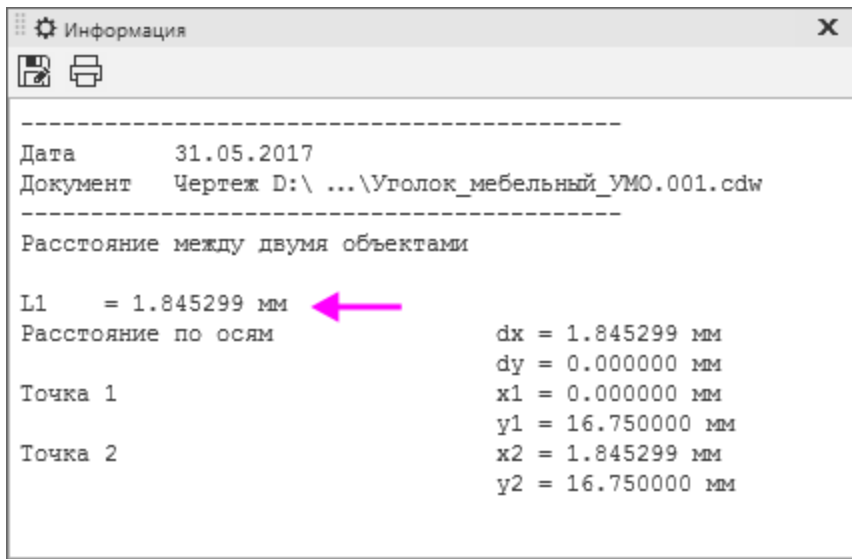 Информация
-------------------------------------------
Дата 31.05.2017
Документ Чертеж D:\ ...\Уголок_мебельный_УМО.001.cdw
-------------------------------------------
Расстояние между двумя объектами
L1 = 1.845299 мм
Расстояние по осям dx = 1.845299 мм
dy = 0.000000 мм
Точка 1 x1 = 0.000000 мм
y1 = 16.750000 мм
Точка 2 x2 = 1.845299 мм
y2 = 16.750000 мм